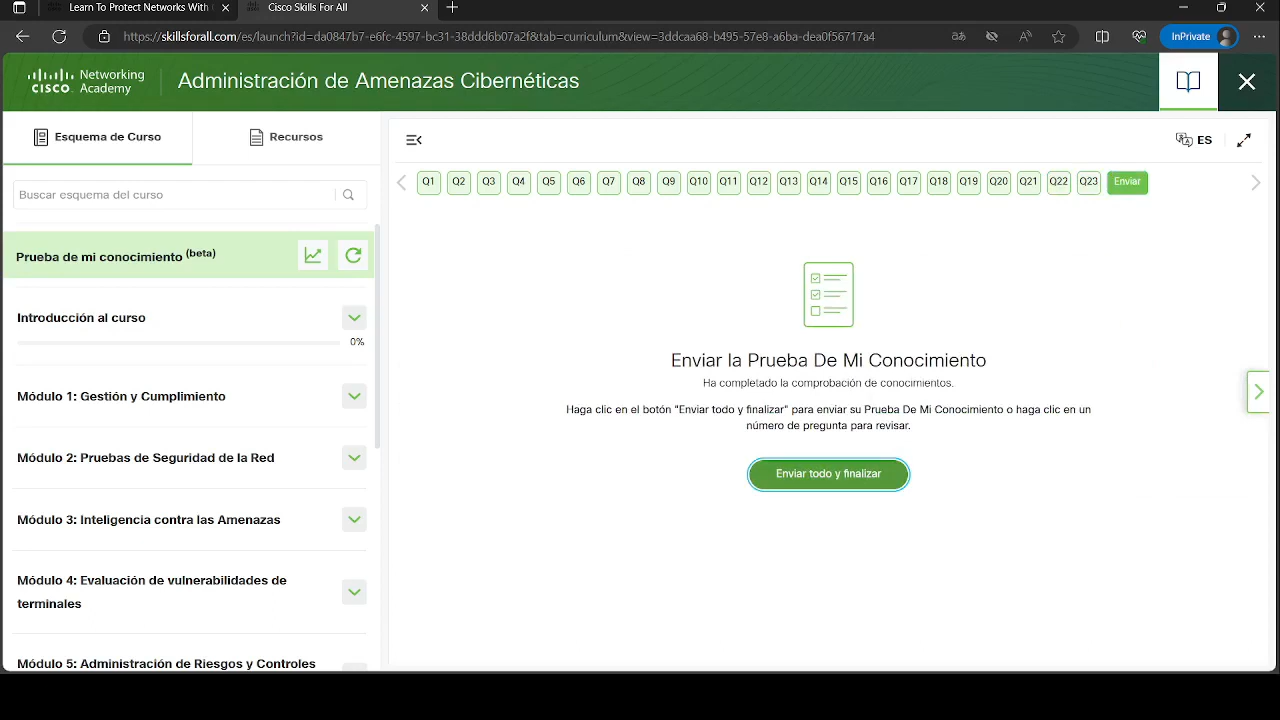 Learn To Protect Networks With
Cisco Skills For All
https://skillsforall.com/es/launch?id=da0847b7-e6fc-4597-bc31-38ddd6b07a2f&tab=curriculum&view=3ddcaa68-b495-57e8-a6ba-dea0f56717a4
InPrivate
CISCO Networking Academy
Administración de Amenazas Cibernéticas
Esquema de Curso
Recursos
ES
Buscar esquema del curso
Q1 Q2 Q3 Q4 Q5 Q6 Q7 Q8 Q9 Q10 Q11 Q12 Q13 Q14 Q15 Q16 Q17 Q18 Q19 Q20 Q21 Q22 Q23 Enviar
Prueba de mi conocimiento (beta)
Introducción al curso
0%
Módulo 1: Gestión y Cumplimiento
Módulo 2: Pruebas de Seguridad de la Red
Módulo 3: Inteligencia contra las Amenazas
Módulo 4: Evaluación de vulnerabilidades de
terminales
Módulo 5: Administración de Riesgos y Controles
Enviar la Prueba De Mi Conocimiento
Ha completado la comprobación de conocimientos.
Haga clic en el botón "Enviar todo y finalizar" para enviar su Prueba De Mi Conocimiento o haga clic en un
número de pregunta para revisar.
Enviar todo y finalizar